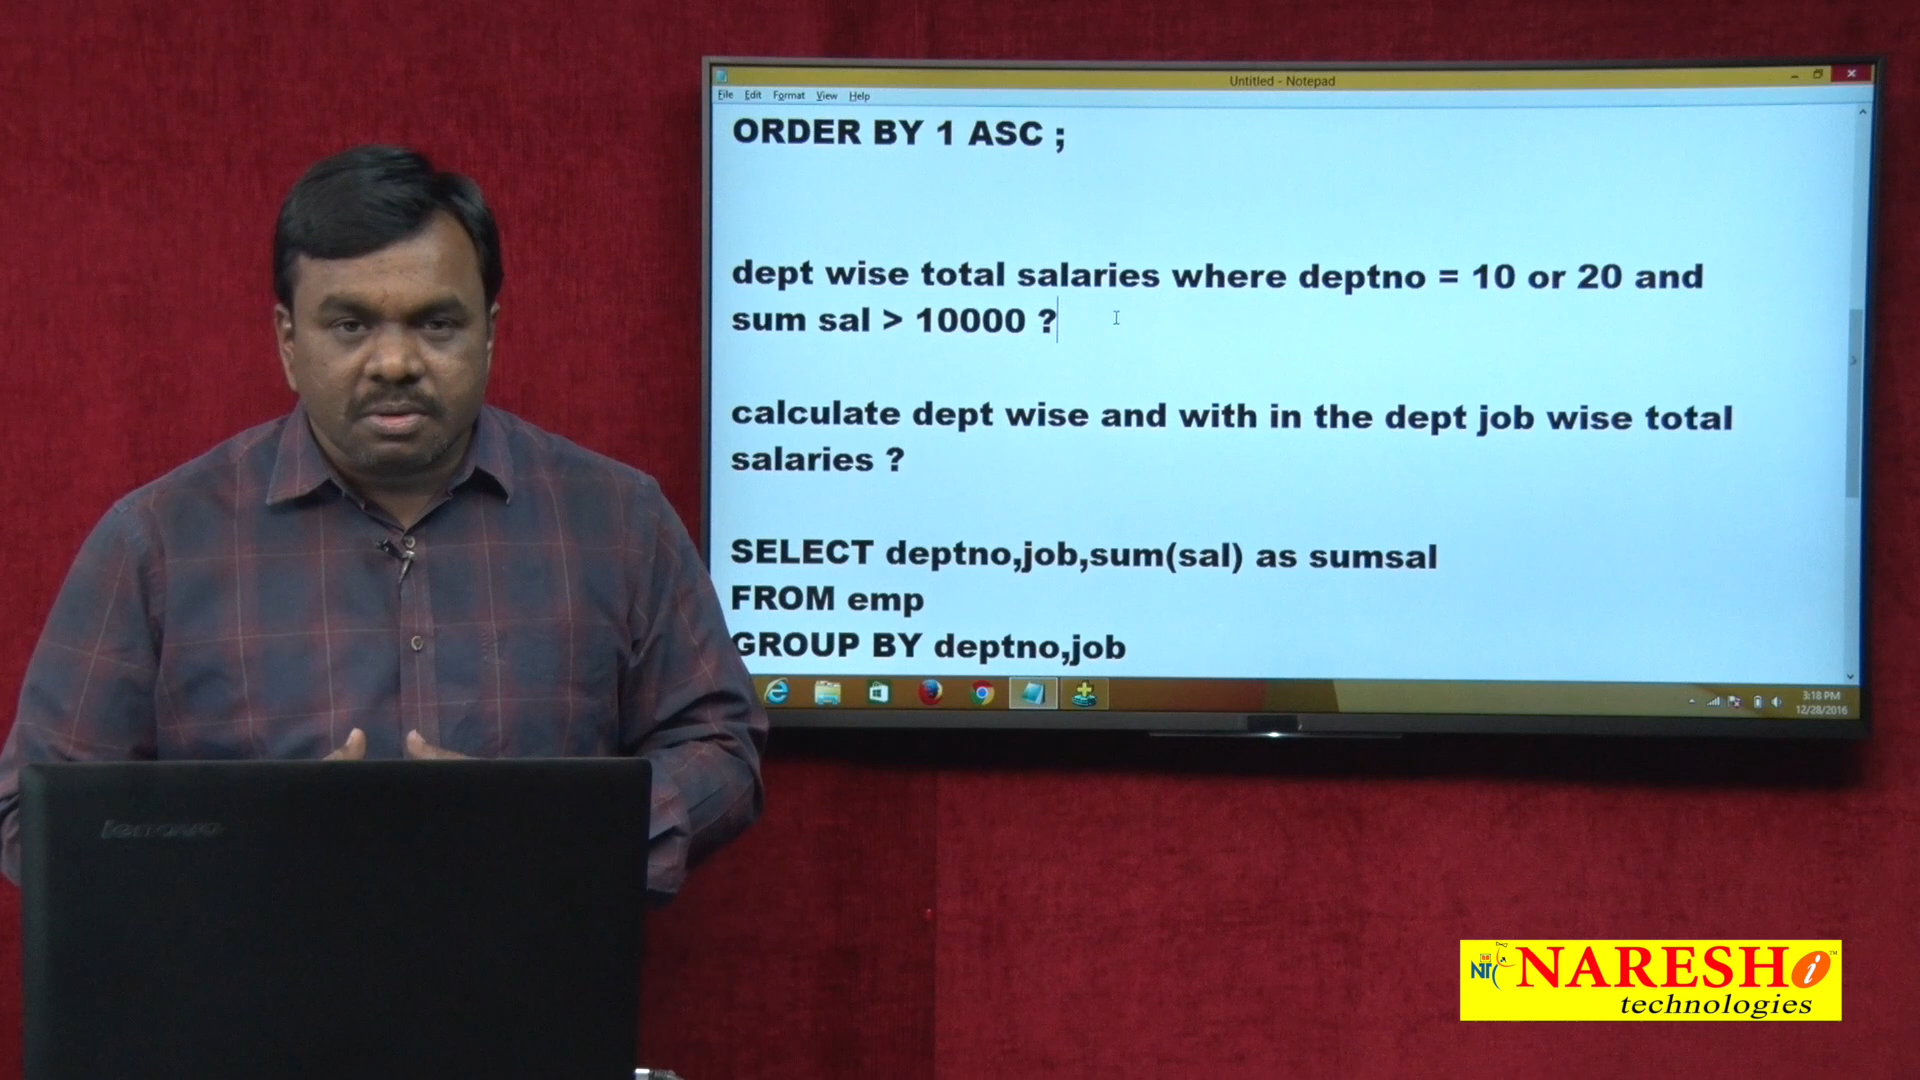 Untitled - Notepad
File Edit Format View Help
ORDER BY 1 ASC ;
dept wise total salaries where deptno = 10 or 20 and
sum sal > 10000 ?
calculate dept wise and with in the dept job wise total
salaries ?
SELECT deptno,job,sum(sal) as sumsal
FROM emp
GROUP BY deptno,job
3:18 PM
12/28/2016
lenovo
NT NARESH i ™
technologies